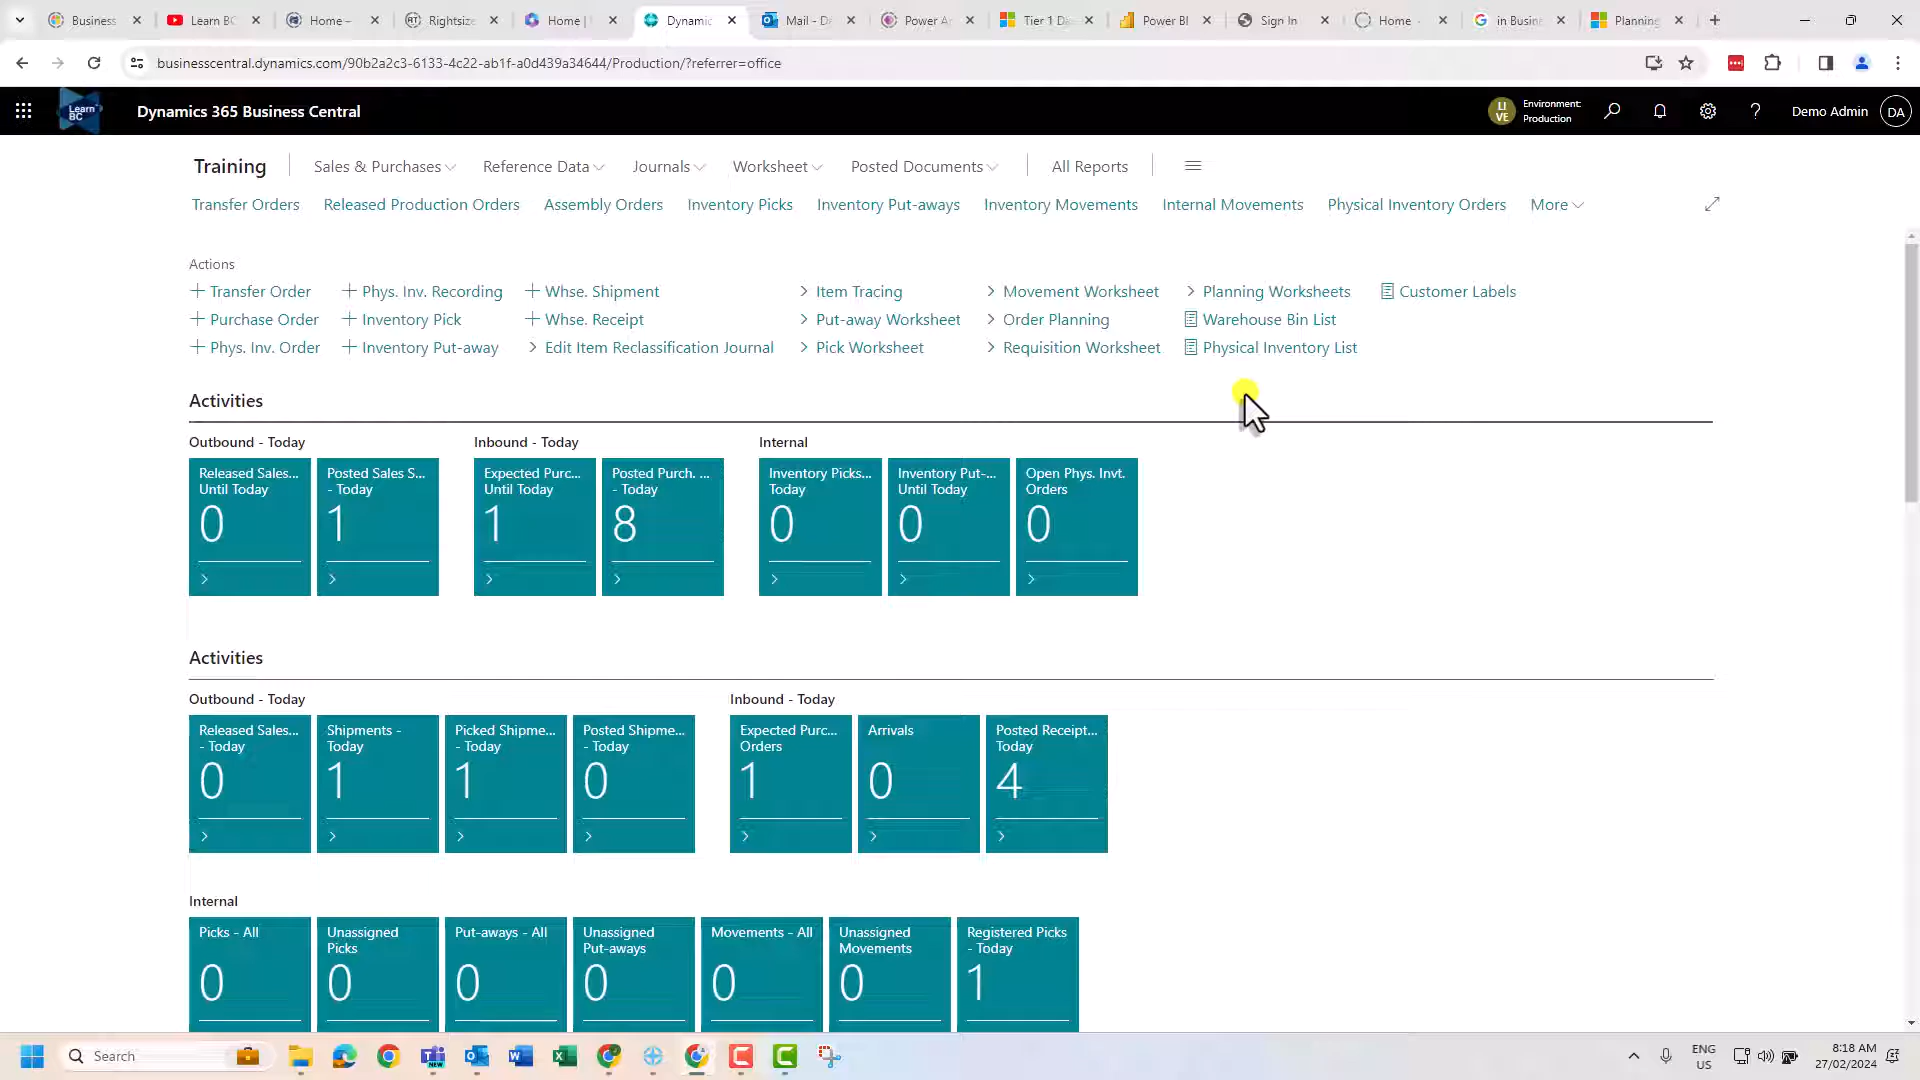 Business
Learn BC
Home –
Rightsize
Home |
Dynamic
Mail - D
Power A
Tier 1 Da
Power BI
Sign In
Home -
in Busin
Planning
businesscentral.dynamics.com/90b2a2c3-6133-4c22-ab1f-a0d439a34644/Production/?referrer=office
Learn BC
Dynamics 365 Business Central
LIVE
Environment: Production
Demo Admin
DA
Training
Sales & Purchases
Reference Data
Journals
Worksheet
Posted Documents
All Reports
Transfer Orders
Released Production Orders
Assembly Orders
Inventory Picks
Inventory Put-aways
Inventory Movements
Internal Movements
Physical Inventory Orders
More
Actions
Transfer Order
Phys. Inv. Recording
Whse. Shipment
Item Tracing
Movement Worksheet
Planning Worksheets
Customer Labels
Purchase Order
Inventory Pick
Whse. Receipt
Put-away Worksheet
Order Planning
Warehouse Bin List
Phys. Inv. Order
Inventory Put-away
Edit Item Reclassification Journal
Pick Worksheet
Requisition Worksheet
Physical Inventory List
Activities
Outbound - Today
Inbound - Today
Internal
Released Sales...
Until Today
0
Posted Sales S...
- Today
1
Expected Purc...
Until Today
1
Posted Purch. ...
- Today
8
Inventory Picks...
Today
0
Inventory Put-...
Until Today
0
Open Phys. Invt.
Orders
0
Activities
Outbound - Today
Inbound - Today
Released Sales...
- Today
0
Shipments -
Today
1
Picked Shipme...
- Today
1
Posted Shipme...
- Today
0
Expected Purc...
Orders
1
Arrivals
0
Posted Receipt...
Today
4
Internal
Picks - All
0
Unassigned
Picks
0
Put-aways - All
0
Unassigned
Put-aways
0
Movements - All
0
Unassigned
Movements
0
Registered Picks
- Today
1
Search
ENG
US
8:18 AM
27/02/2024